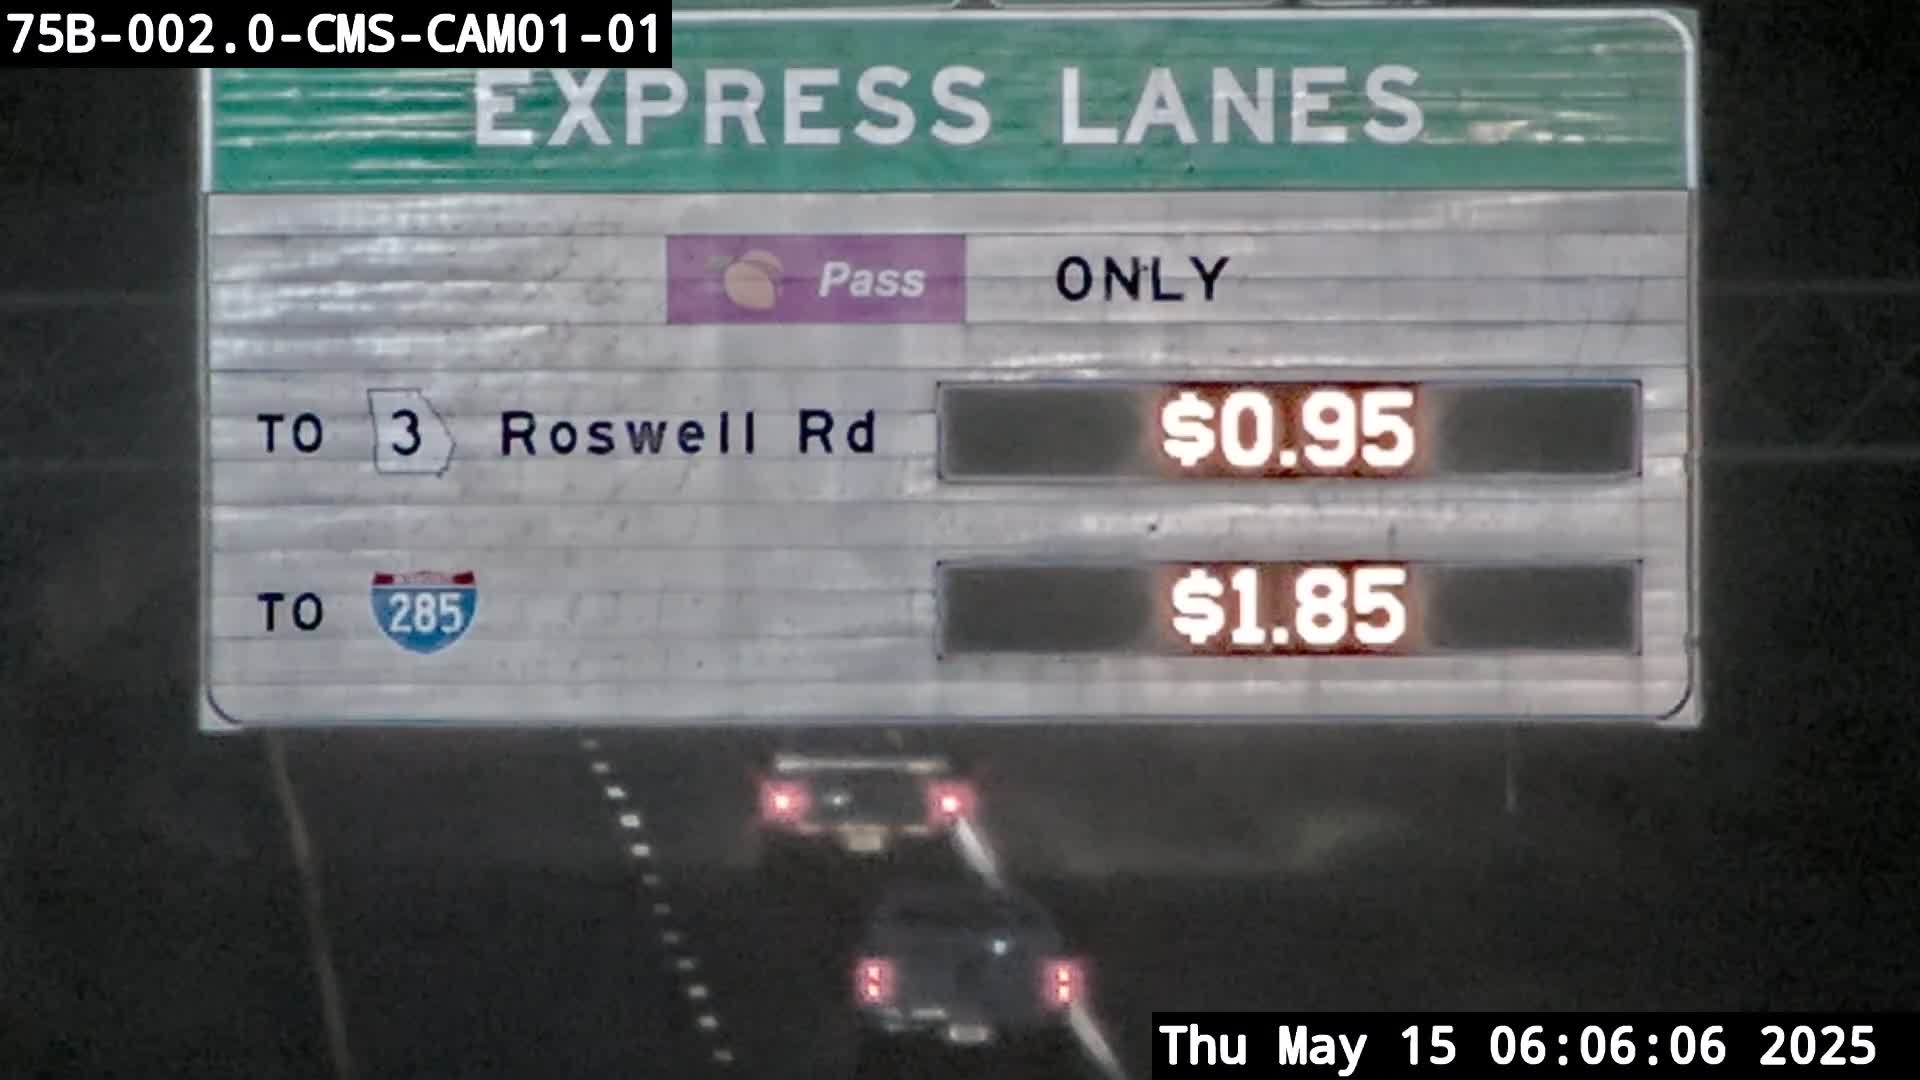 75B-002.0-CMS-CAM01-01
EXPRESS LANES
Pass ONLY
TO 3 Roswell Rd $0.95
TO 285 $1.85
Thu May 15 06:06:06 2025